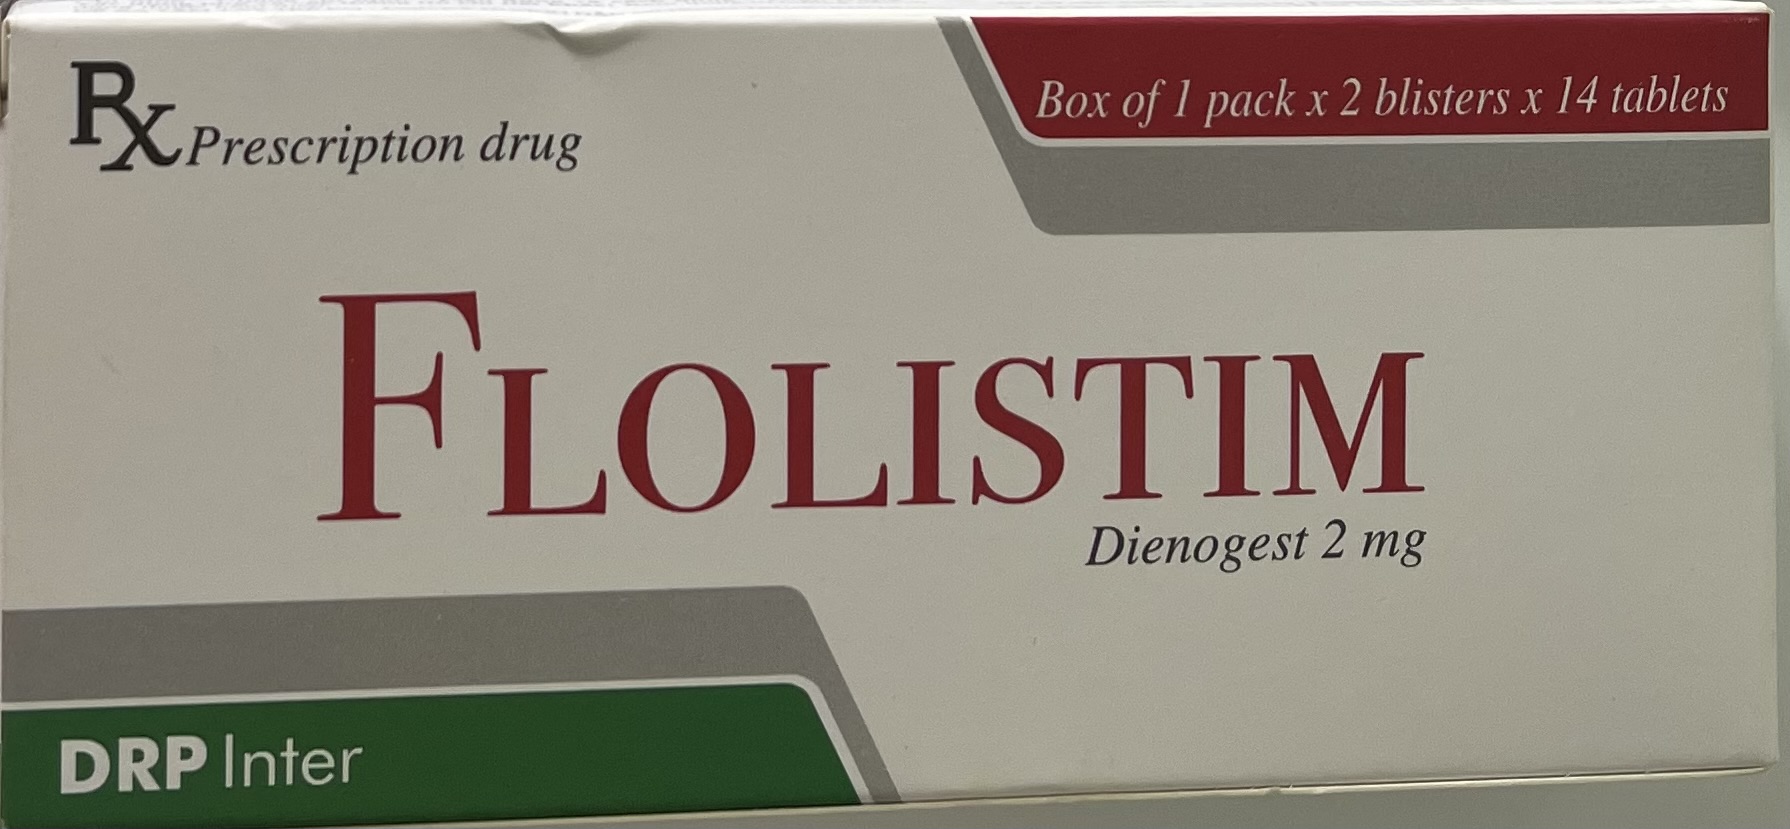 Rx Prescription drug
Box of 1 pack x 2 blisters x 14 tablets
FLOLISTIM
Dienogest 2 mg
DRP Inter